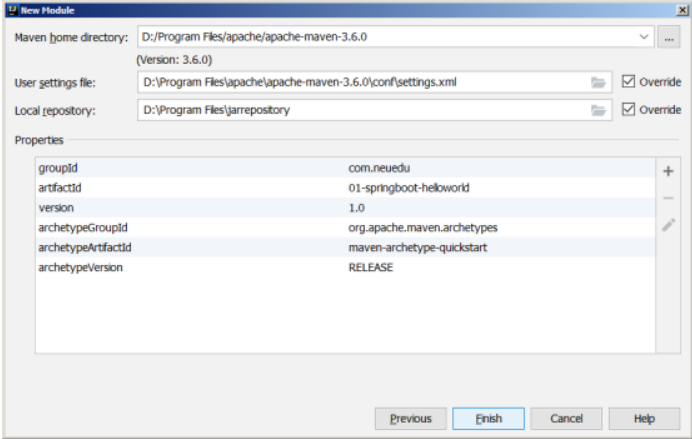 New Module
Maven home directory: D:/Program Files/apache/apache-maven-3.6.0 ...
(Version: 3.6.0)
User settings file: D:\Program Files\apache\apache-maven-3.6.0\conf\settings.xml Override
Local repository: D:\Program Files\jarrepository Override
Properties
groupId com.neuedu
artifactId 01-springboot-helloworld
version 1.0
archetypeGroupId org.apache.maven.archetypes
archetypeArtifactId maven-archetype-quickstart
archetypeVersion RELEASE
Previous Finish Cancel Help